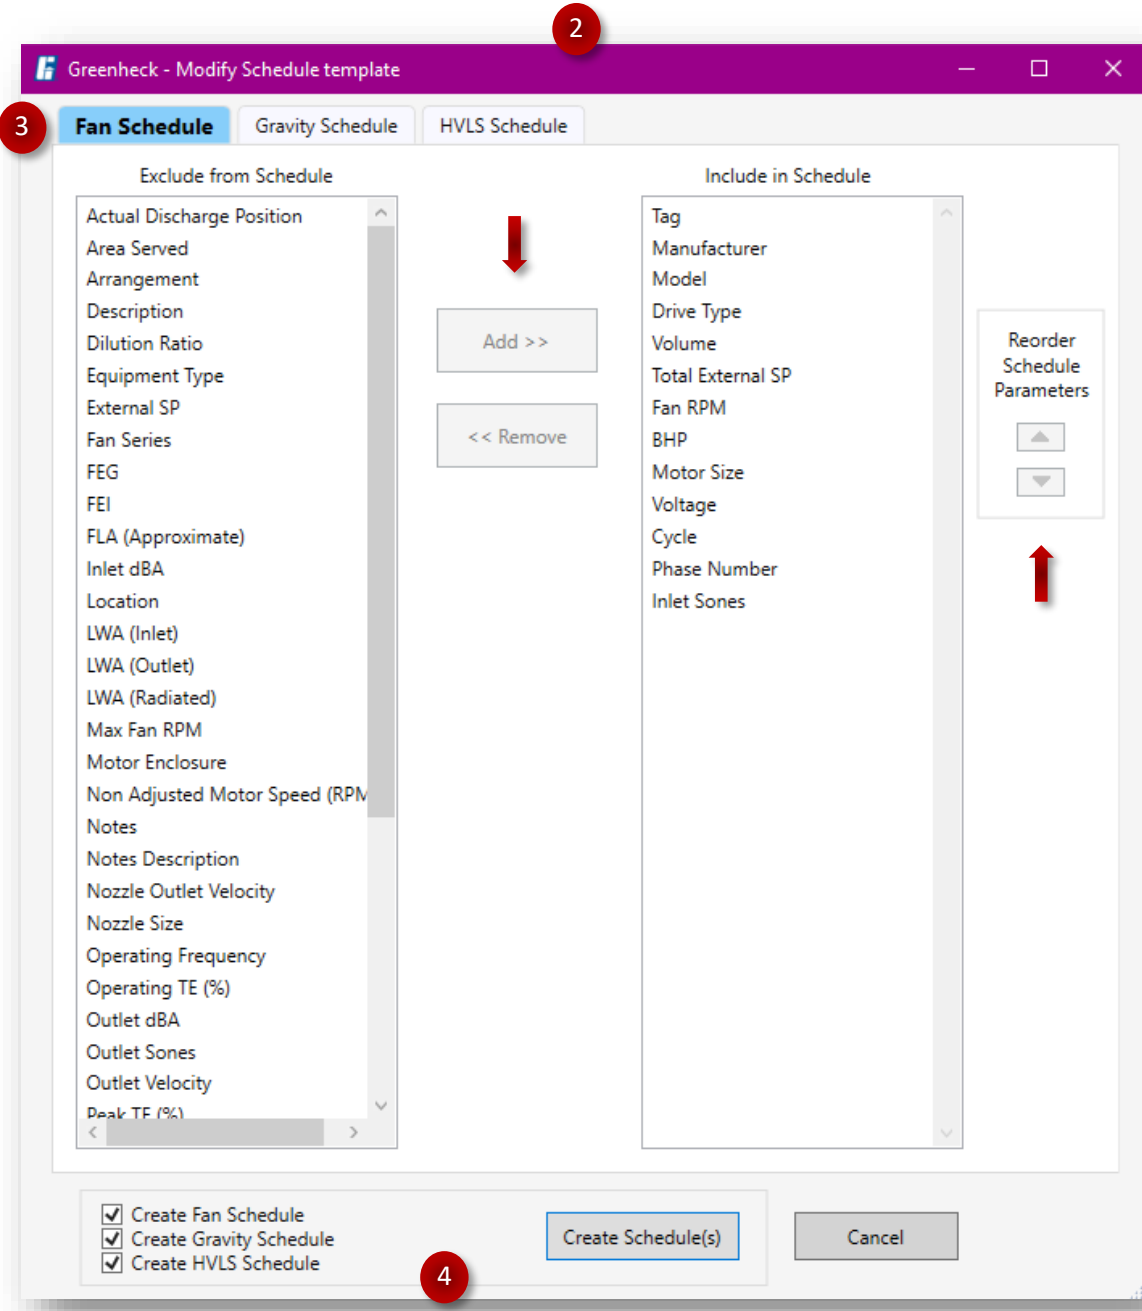 2
Greenheck - Modify Schedule template
3
Fan Schedule
Gravity Schedule
HVLS Schedule
Exclude from Schedule
Actual Discharge Position
Area Served
Arrangement
Description
Dilution Ratio
Equipment Type
External SP
Fan Series
FEG
FEI
FLA (Approximate)
Inlet dBA
Location
LWA (Inlet)
LWA (Outlet)
LWA (Radiated)
Max Fan RPM
Motor Enclosure
Non Adjusted Motor Speed (RPM
Notes
Notes Description
Nozzle Outlet Velocity
Nozzle Size
Operating Frequency
Operating TE (%)
Outlet dBA
Outlet Sones
Outlet Velocity
Peak TE (%)
Add >>
<< Remove
Include in Schedule
Tag
Manufacturer
Model
Drive Type
Volume
Total External SP
Fan RPM
BHP
Motor Size
Voltage
Cycle
Phase Number
Inlet Sones
Reorder
Schedule
Parameters
Create Fan Schedule
Create Gravity Schedule
Create HVLS Schedule
Create Schedule(s)
Cancel
4